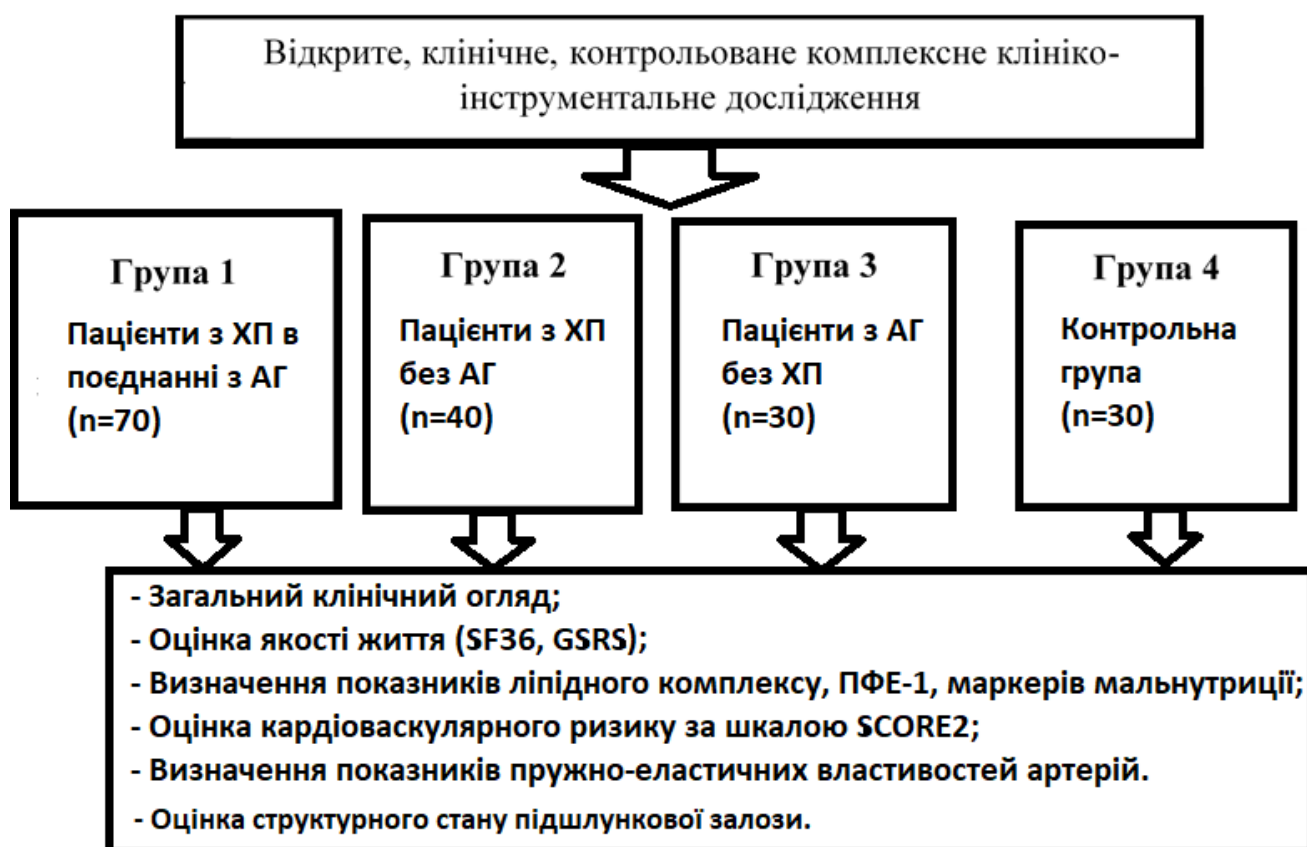 Відкрите, клінічне, контрольоване комплексне клініко-
інструментальне дослідження
Група 1
Пацієнти з ХП в
поєднанні з АГ
(n=70)
Група 2
Пацієнти з ХП
без АГ
(n=40)
Група 3
Пацієнти з АГ
без ХП
(n=30)
Група 4
Контрольна
група
(n=30)
- Загальний клінічний огляд;
- Оцінка якості життя (SF36, GSRS);
- Визначення показників ліпідного комплексу, ПФЕ-1, маркерів мальнутриції;
- Оцінка кардіоваскулярного ризику за шкалою SCORE2;
- Визначення показників пружно-еластичних властивостей артерій.
- Оцінка структурного стану підшлункової залози.